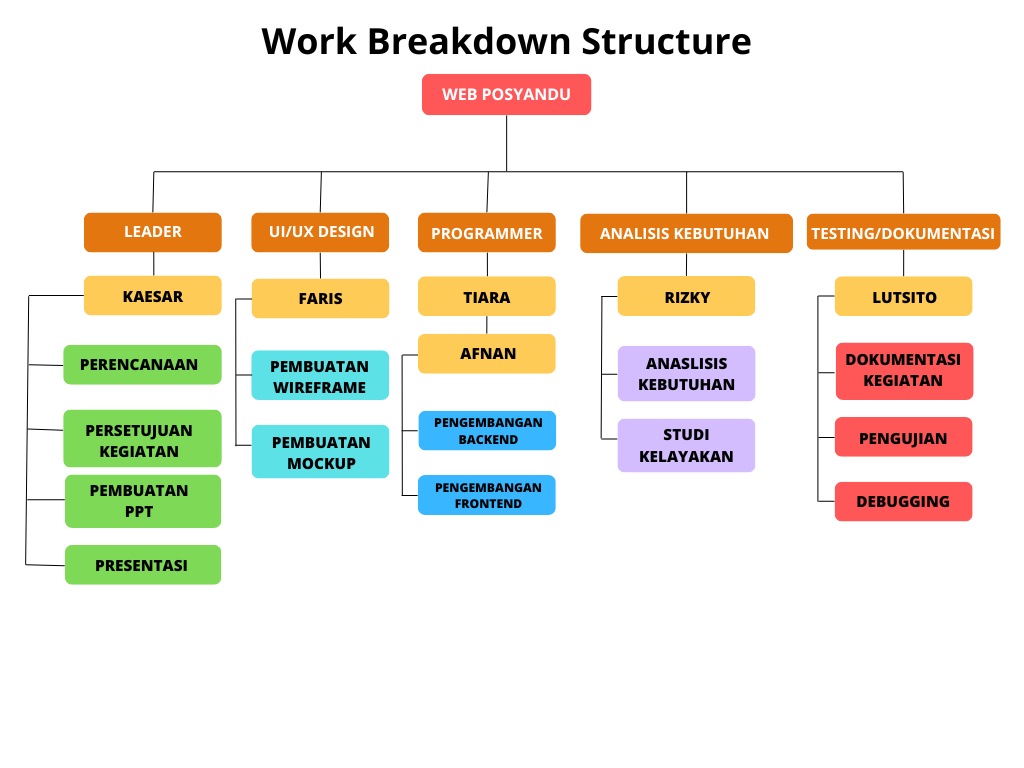 Work Breakdown Structure
WEB POSYANDU
LEADER
UI/UX DESIGN
PROGRAMMER
ANALISIS KEBUTUHAN
TESTING/DOKUMENTASI
KAESAR
PERENCANAAN
PERSETUJUAN
KEGIATAN
PEMBUATAN
PPT
PRESENTASI
FARIS
PEMBUATAN
WIREFRAME
PEMBUATAN
MOCKUP
TIARA
AFNAN
PENGEMBANGAN
BACKEND
PENGEMBANGAN
FRONTEND
RIZKY
ANASLISIS
KEBUTUHAN
STUDI
KELAYAKAN
LUTSITO
DOKUMENTASI
KEGIATAN
PENGUJIAN
DEBUGGING